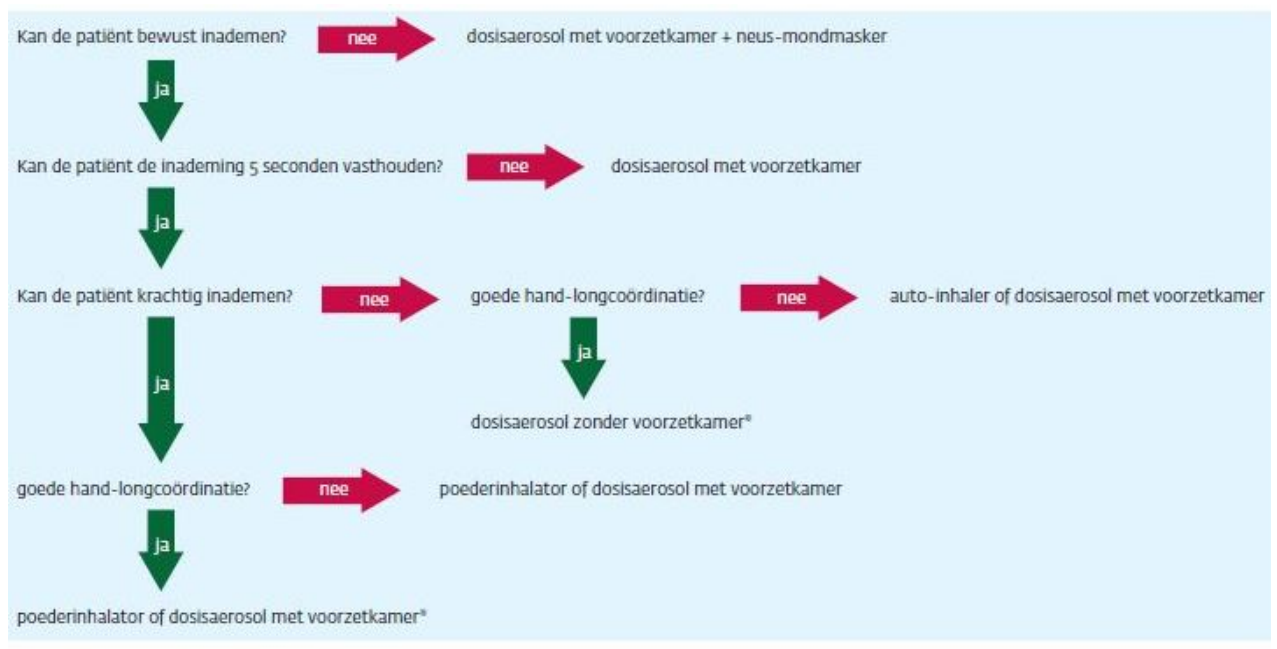 Kan de patiënt bewust inademen?
nee
dosisaerosol met voorzetkamer + neus-mondmasker
ja
Kan de patiënt de inademing 5 seconden vasthouden?
nee
dosisaerosol met voorzetkamer
ja
Kan de patiënt krachtig inademen?
nee
goede hand-longcoördinatie?
nee
auto-inhaler of dosisaerosol met voorzetkamer
ja
ja
dosisaerosol zonder voorzetkamer*
goede hand-longcoördinatie?
nee
poederinhalator of dosisaerosol met voorzetkamer
ja
poederinhalator of dosisaerosol met voorzetkamer*